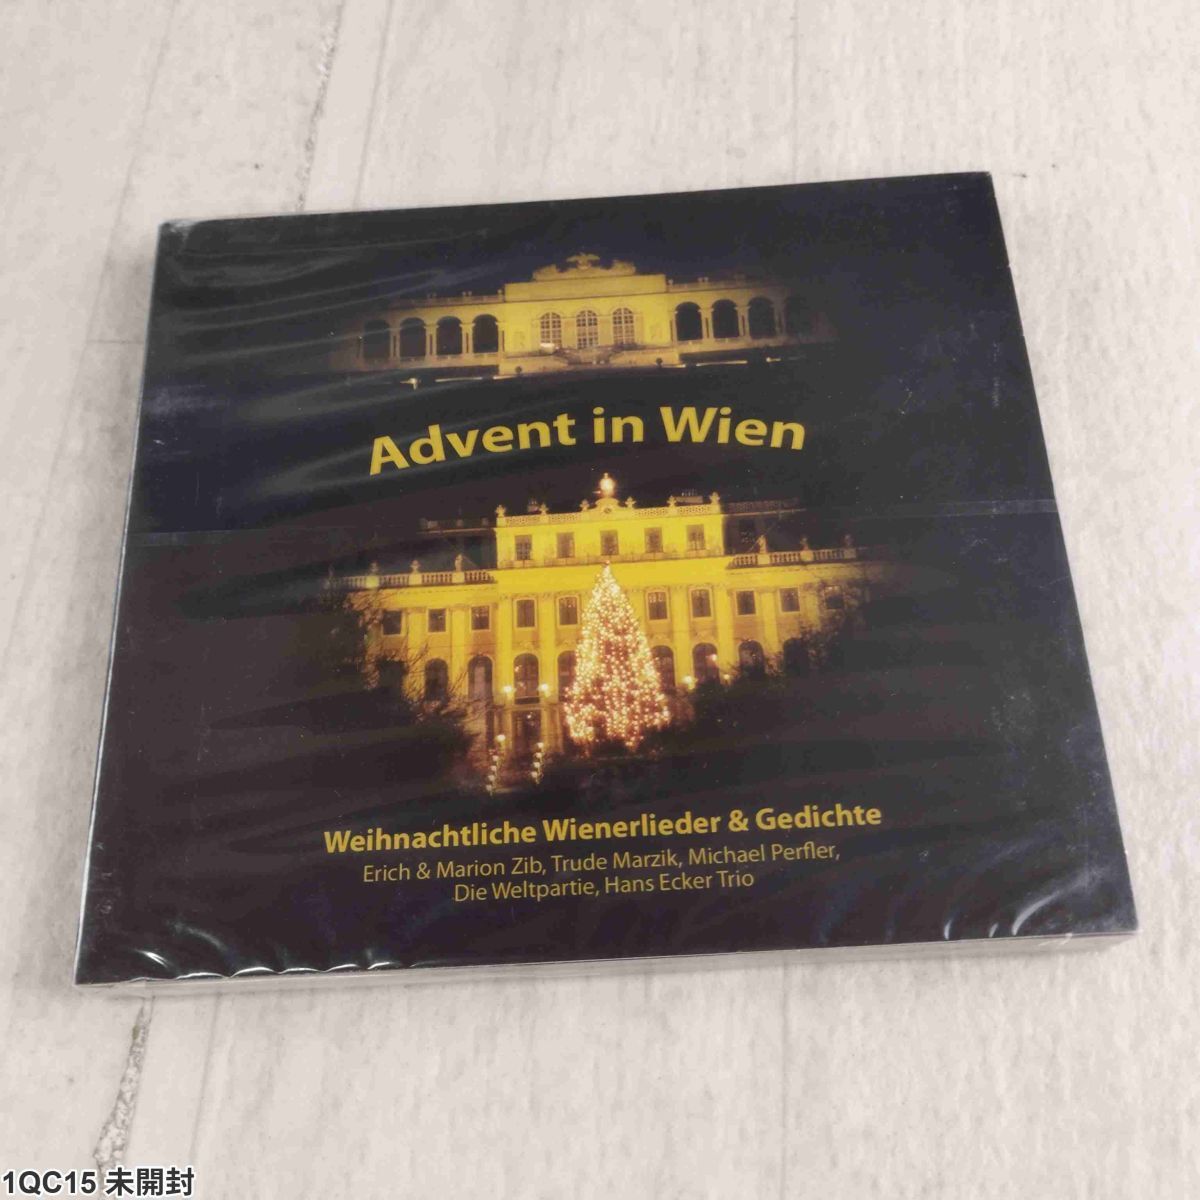 Advent in Wien
Weihnachtliche Wienerlieder & Gedichte
Erich & Marion Zib, Trude Marzik, Michael Perfler,
Die Weltpartie, Hans Ecker Trio
1QC15 未開封